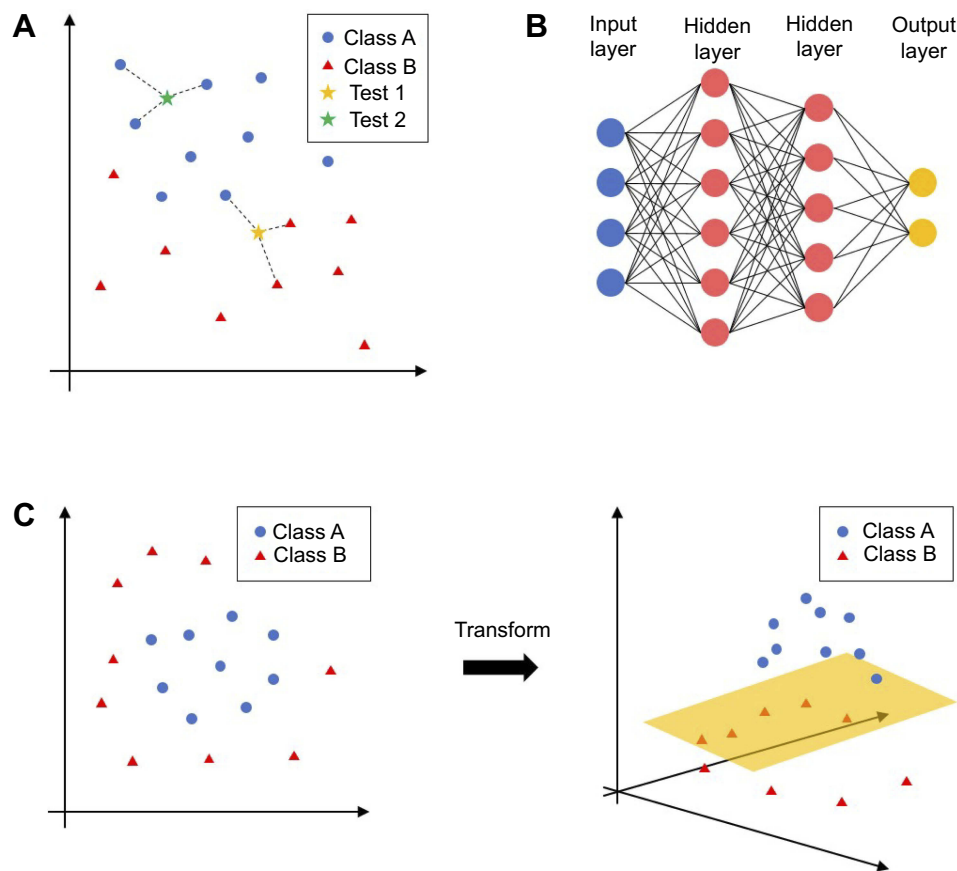 A
Class A
Class B
Test 1
Test 2
B
Input
layer
Hidden
layer
Hidden
layer
Output
layer
C
Class A
Class B
Transform
Class A
Class B